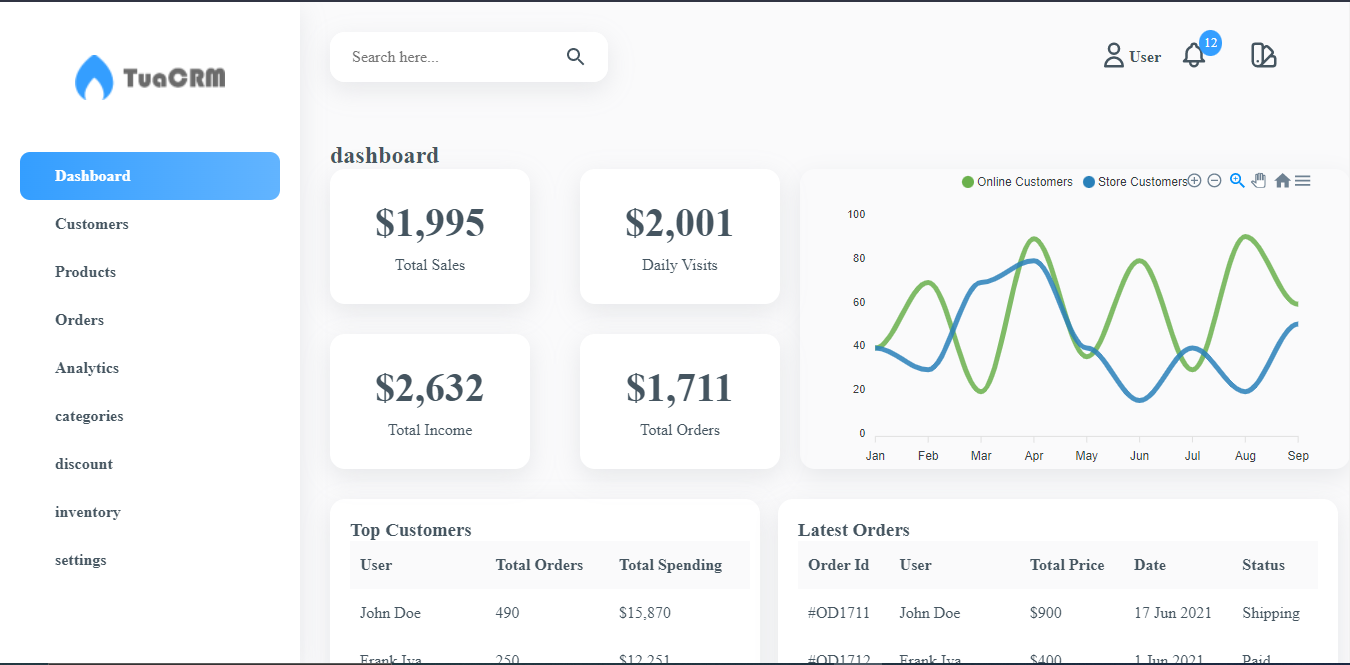 TuaCRM
Search here...
User
12
Dashboard
Customers
Products
Orders
Analytics
categories
discount
inventory
settings
dashboard
$1,995
Total Sales
$2,001
Daily Visits
$2,632
Total Income
$1,711
Total Orders
Online Customers Store Customers
100
80
60
40
20
0
Jan Feb Mar Apr May Jun Jul Aug Sep
Top Customers
User Total Orders Total Spending
John Doe 490 $15,870
Frank Iva 250 $12,251
Latest Orders
Order Id User Total Price Date Status
#OD1711 John Doe $900 17 Jun 2021 Shipping
#OD1712 Frank Iva $400 1 Jun 2021 Paid